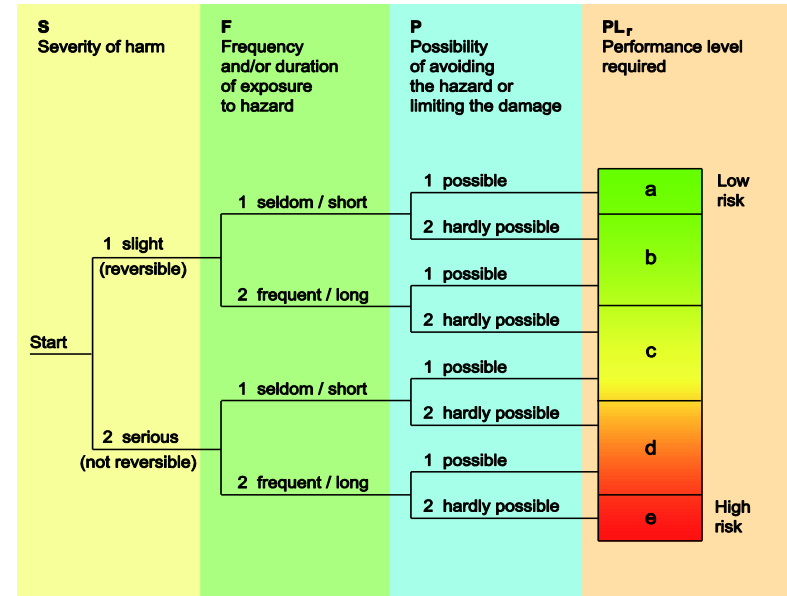 S
Severity of harm
F
Frequency
and/or duration
of exposure
to hazard
P
Possibility
of avoiding
the hazard or
limiting the damage
PLr
Performance level
required
Start
1 slight
(reversible)
2 serious
(not reversible)
1 seldom / short
2 frequent / long
1 seldom / short
2 frequent / long
1 possible
2 hardly possible
1 possible
2 hardly possible
1 possible
2 hardly possible
1 possible
2 hardly possible
a
b
c
d
e
Low
risk
High
risk